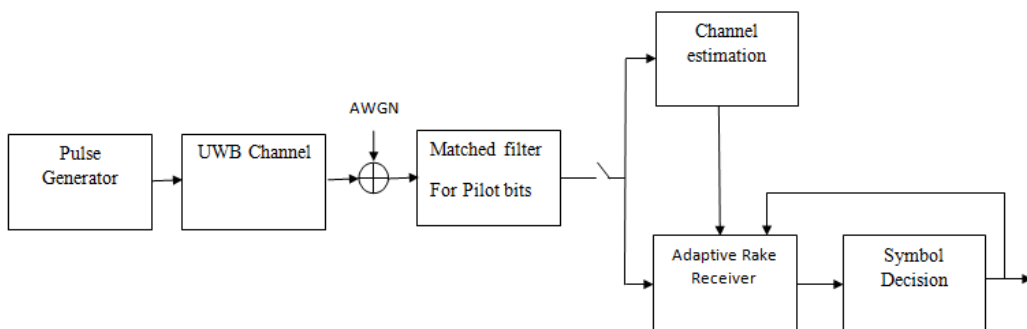 Pulse
Generator
UWB Channel
AWGN
Matched filter
For Pilot bits
Channel
estimation
Adaptive Rake
Receiver
Symbol
Decision